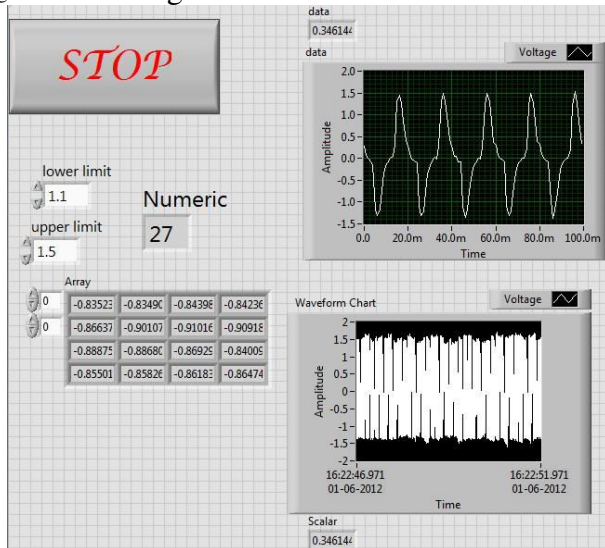 data
0.346144
STOP
data
Voltage
2.0
1.5
1.0
0.5
0.0
-0.5
-1.0
-1.5
Amplitude
0.0 20.0m 40.0m 60.0m 80.0m 100.0m
Time
lower limit
1.1
Numeric
27
upper limit
1.5
Array
0
0
-0.83523 -0.83490 -0.84398 -0.84236
-0.86637 -0.90107 -0.91016 -0.90918
-0.88875 -0.88680 -0.86929 -0.84009
-0.85501 -0.85826 -0.86183 -0.86474
Waveform Chart
Voltage
2
1.5
1
0.5
0
-0.5
-1
-1.5
-2
Amplitude
16:22:46.971 16:22:51.971
01-06-2012 01-06-2012
Time
Scalar
0.346144